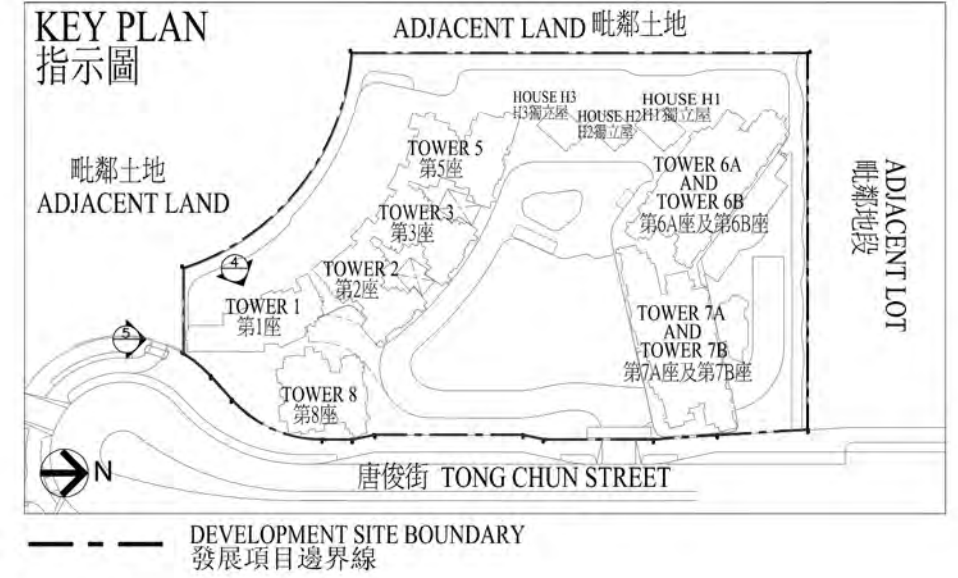 KEY PLAN
指示圖
ADJACENT LAND 毗鄰土地
HOUSE H3
H3獨立屋
HOUSE H2
H2獨立屋
HOUSE H1
H1獨立屋
TOWER 5
第5座
TOWER 6A
AND
TOWER 6B
第6A座及第6B座
毗鄰土地
ADJACENT LAND
ADJACENT LOT
毗鄰地段
TOWER 3
第3座
4
TOWER 2
第2座
TOWER 1
第1座
TOWER 7A
AND
TOWER 7B
第7A座及第7B座
5
TOWER 8
第8座
N
唐俊街 TONG CHUN STREET
DEVELOPMENT SITE BOUNDARY
發展項目邊界線